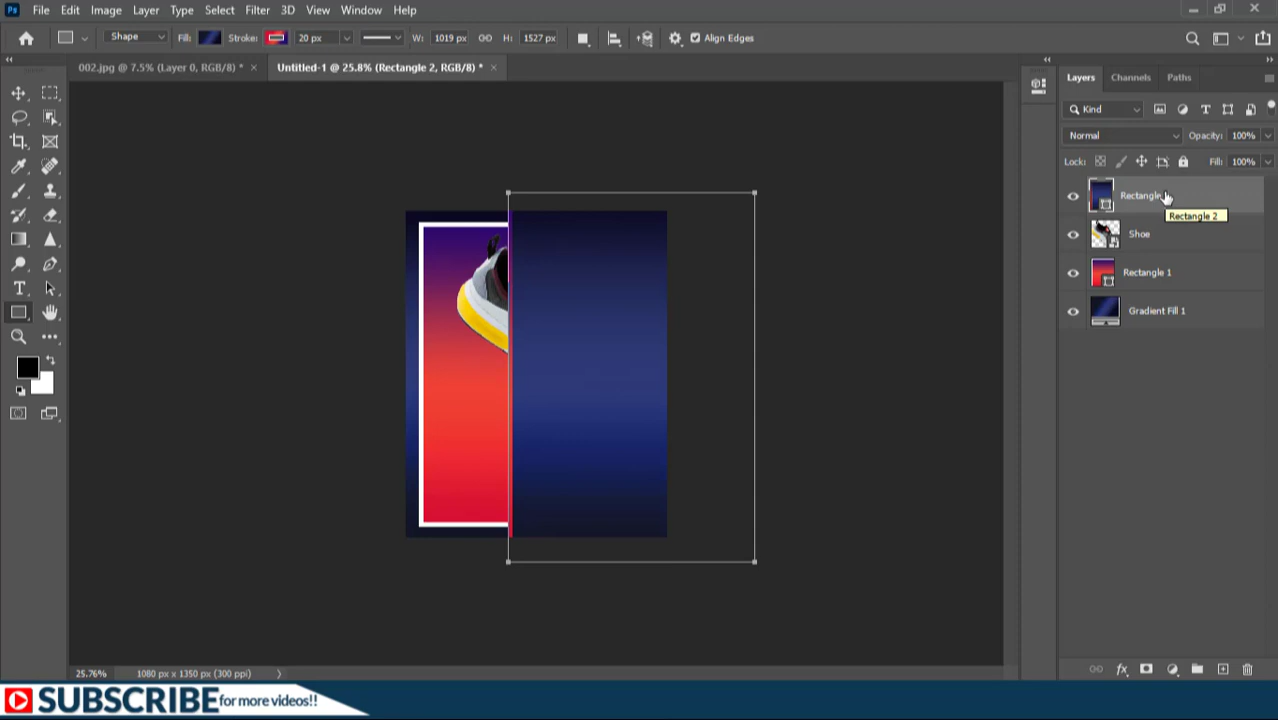 Ps File Edit Image Layer Type Select Filter 3D View Window Help
Shape Fill: Stroke: 20 px W: 1019 px H: 1527 px Align Edges
002.jpg @ 7.5% (Layer 0, RGB/8) * × Untitled-1 @ 25.8% (Rectangle 2, RGB/8) * ×
Layers Channels Paths
Kind
Normal Opacity: 100%
Lock: Fill: 100%
Rectangle
Rectangle 2
Shoe
Rectangle 1
Gradient Fill 1
25.76% 1080 px x 1350 px (300 ppi)
SUBSCRIBE for more videos!!